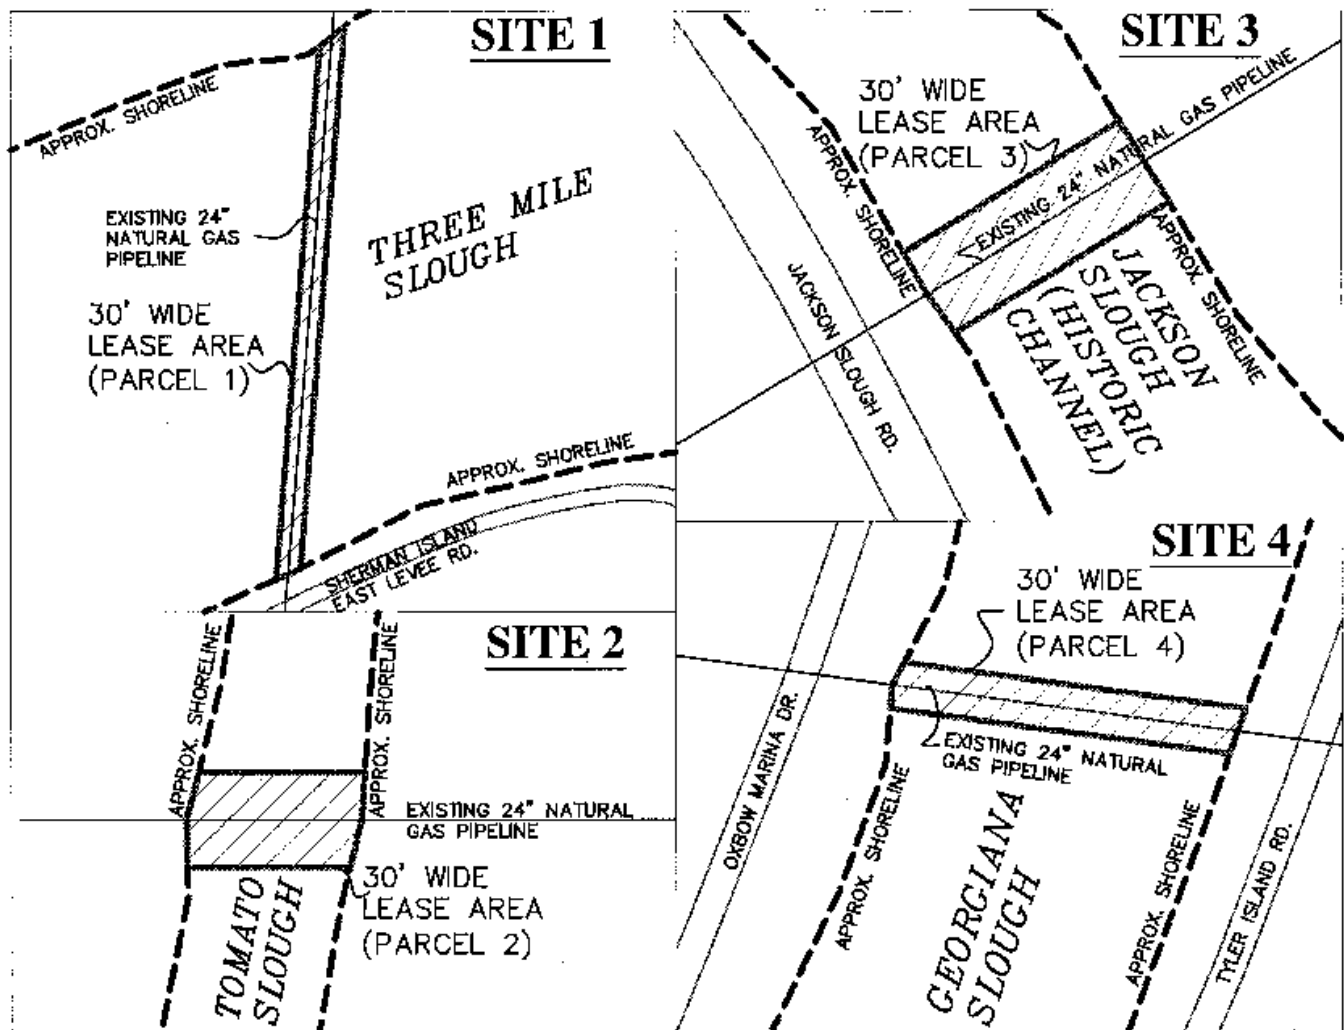 SITE 1
APPROX. SHORELINE
EXISTING 24"
NATURAL GAS
PIPELINE
THREE MILE
SLOUGH
30' WIDE
LEASE AREA
(PARCEL 1)
APPROX. SHORELINE
SHERMAN ISLAND
EAST LEVEE RD.
SITE 2
APPROX. SHORELINE
APPROX. SHORELINE
EXISTING 24" NATURAL
GAS PIPELINE
30' WIDE
LEASE AREA
(PARCEL 2)
TOMATO
SLOUGH
SITE 3
30' WIDE
LEASE AREA
(PARCEL 3)
EXISTING 24" NATURAL GAS PIPELINE
APPROX. SHORELINE
APPROX. SHORELINE
JACKSON SLOUGH RD.
JACKSON
SLOUGH
(HISTORIC
CHANNEL)
SITE 4
30' WIDE
LEASE AREA
(PARCEL 4)
EXISTING 24" NATURAL
GAS PIPELINE
OXBOW MARINA DR.
APPROX. SHORELINE
GEORGIANA
SLOUGH
APPROX. SHORELINE
TYLER ISLAND RD.